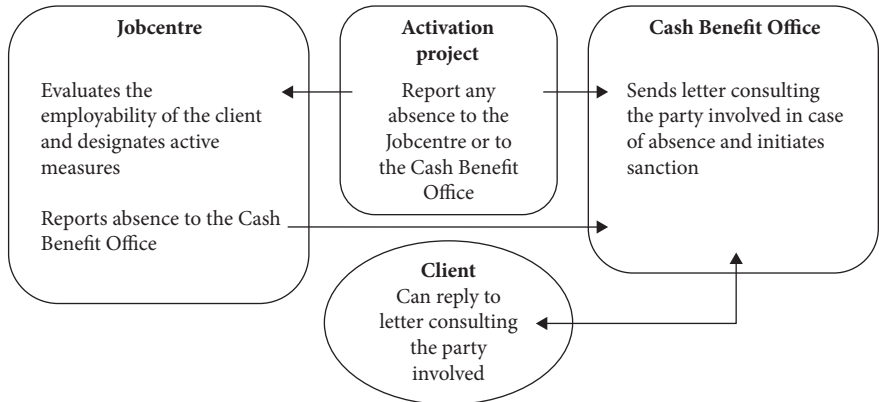 Jobcentre
Evaluates the
employability of the client
and designates active
measures
Reports absence to the Cash
Benefit Office
Activation
project
Report any
absence to the
Jobcentre or to
the Cash Benefit
Office
Cash Benefit Office
Sends letter consulting
the party involved in case
of absence and initiates
sanction
Client
Can reply to
letter consulting
the party
involved